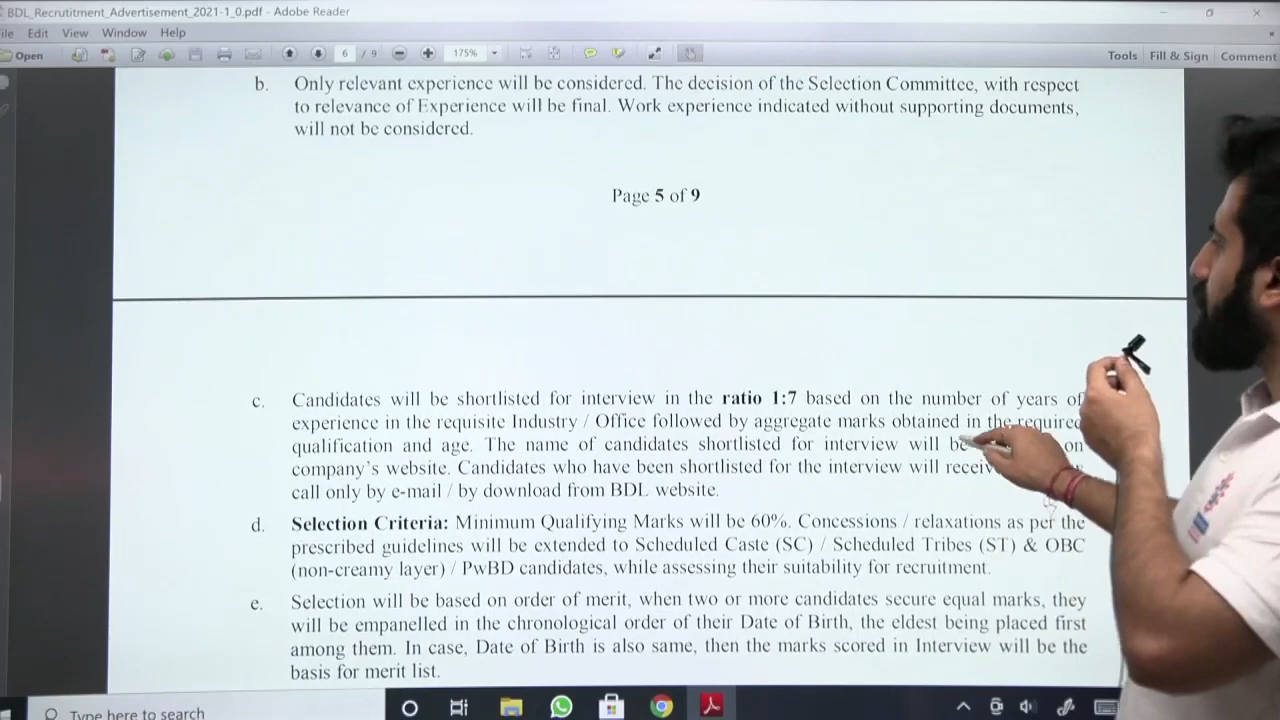 BDL_Recrutitment_Advertisement_2021-1_0.pdf - Adobe Reader
ile Edit View Window Help
Open 6 / 9 175% Tools Fill & Sign Comment
b. Only relevant experience will be considered. The decision of the Selection Committee, with respect
to relevance of Experience will be final. Work experience indicated without supporting documents,
will not be considered.
Page 5 of 9
c. Candidates will be shortlisted for interview in the ratio 1:7 based on the number of years of
experience in the requisite Industry / Office followed by aggregate marks obtained in the required
qualification and age. The name of candidates shortlisted for interview will be on
company's website. Candidates who have been shortlisted for the interview will receiv
call only by e-mail / by download from BDL website.
d. Selection Criteria: Minimum Qualifying Marks will be 60%. Concessions / relaxations as per the
prescribed guidelines will be extended to Scheduled Caste (SC) / Scheduled Tribes (ST) & OBC
(non-creamy layer) / PwBD candidates, while assessing their suitability for recruitment.
e. Selection will be based on order of merit, when two or more candidates secure equal marks, they
will be empanelled in the chronological order of their Date of Birth, the eldest being placed first
among them. In case, Date of Birth is also same, then the marks scored in Interview will be the
basis for merit list.
Type here to search